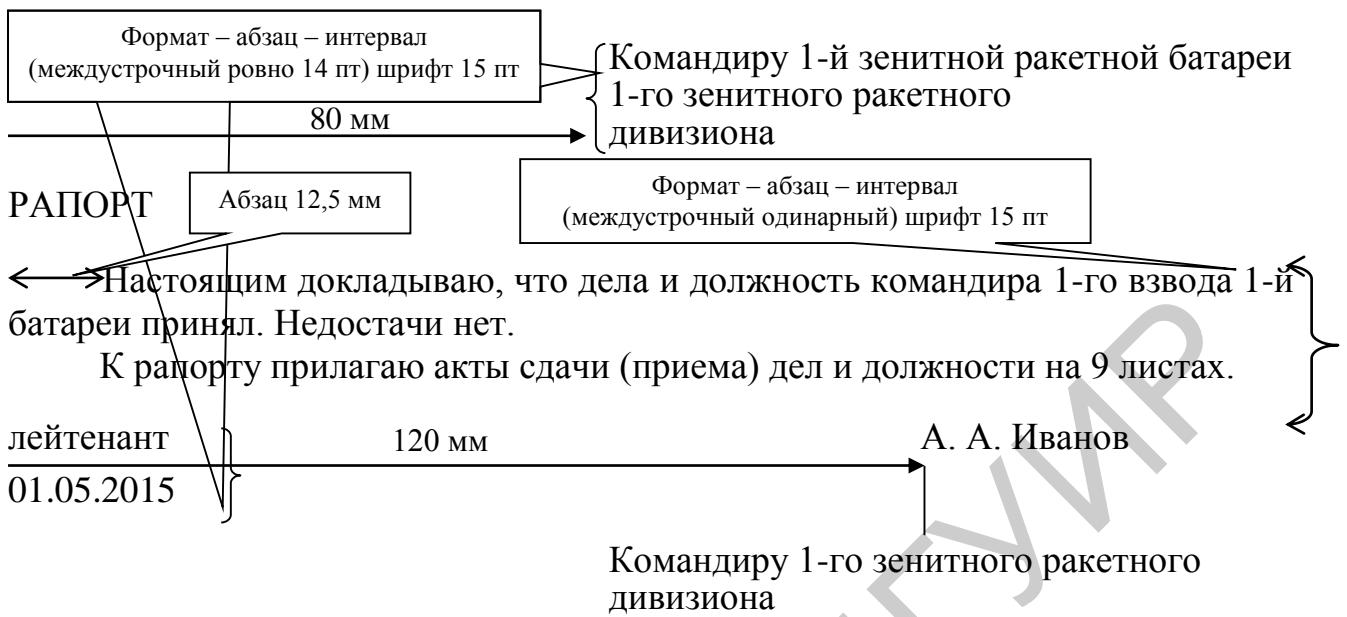 Формат – абзац – интервал
(междустрочный ровно 14 пт) шрифт 15 пт
Командиру 1-й зенитной ракетной батареи
1-го зенитного ракетного
дивизиона
80 мм
РАПОРТ
Абзац 12,5 мм
Формат – абзац – интервал
(междустрочный одинарный) шрифт 15 пт
Настоящим докладываю, что дела и должность командира 1-го взвода 1-й
батареи принял. Недостачи нет.
К рапорту прилагаю акты сдачи (приема) дел и должности на 9 листах.
лейтенант
120 мм
А. А. Иванов
01.05.2015
Командиру 1-го зенитного ракетного
дивизиона
ГУИР